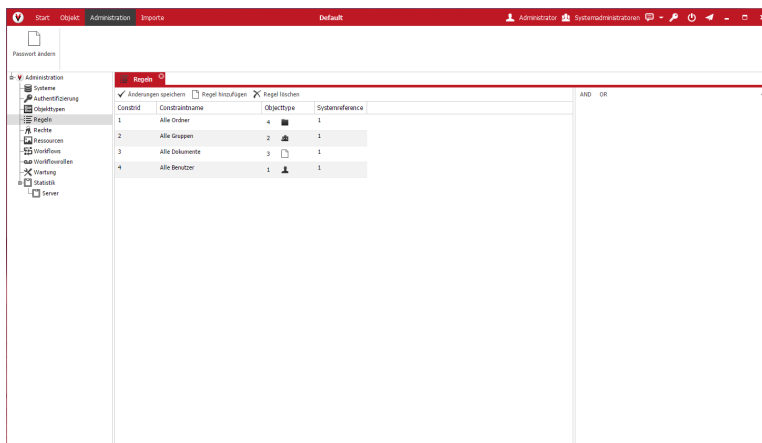 Start Objekt Administration Importe Default Administrator Systemadministratoren
Passwort ändern
Administration
Systeme
Authentifizierung
Objekttypen
Regeln
Rechte
Ressourcen
Workflows
Workflowrollen
Wartung
Statistik
Server
Regeln
Änderungen speichern Regel hinzufügen Regel löschen
Constrid Constraintname Objecttype Systemreference
1 Alle Ordner 4 1
2 Alle Gruppen 2 1
3 Alle Dokumente 3 1
4 Alle Benutzer 1 1
AND OR